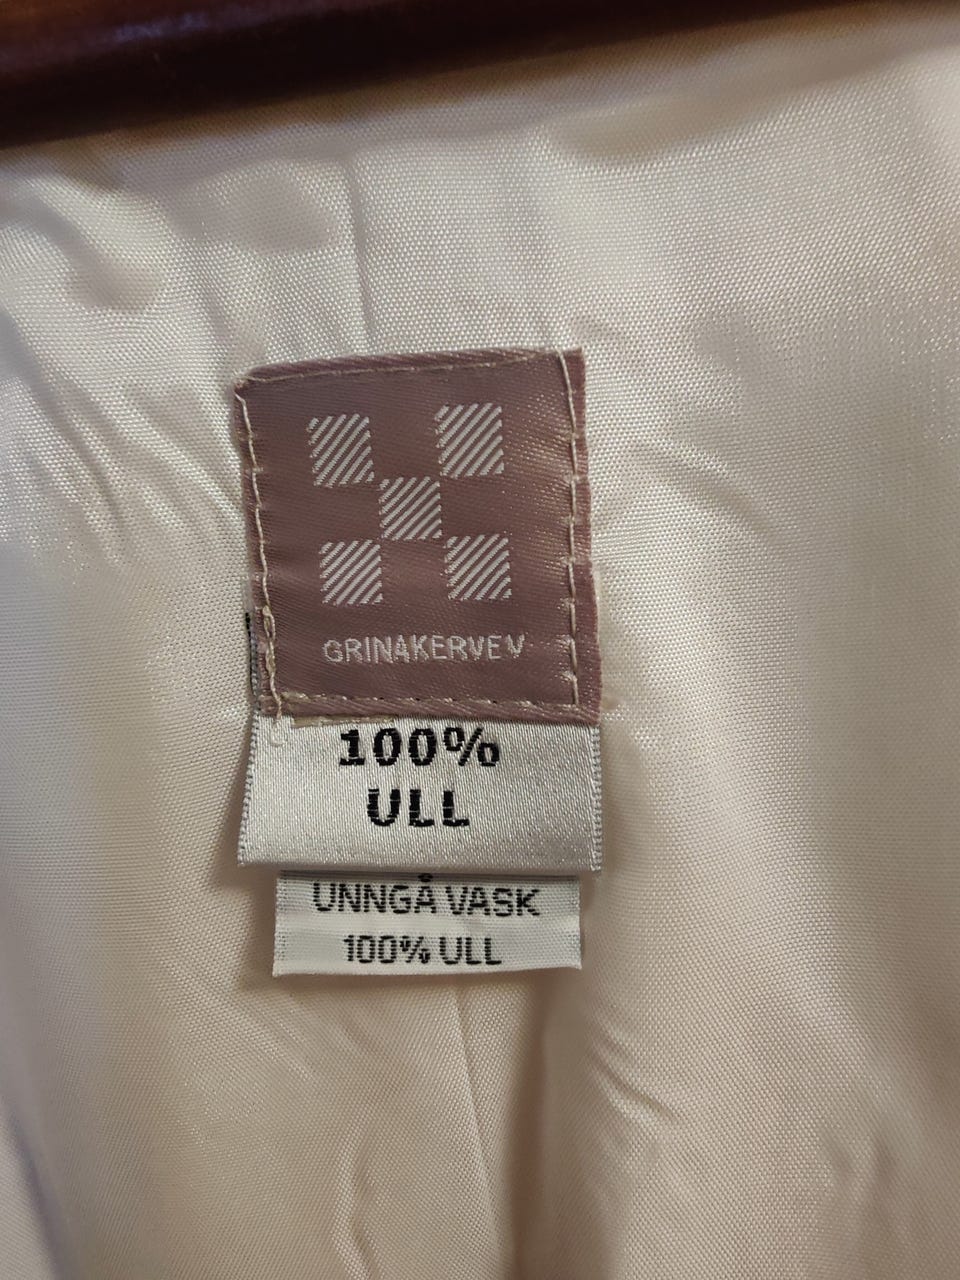 GRINAKERVEV
100%
ULL
UNNGÅ VASK
100% ULL